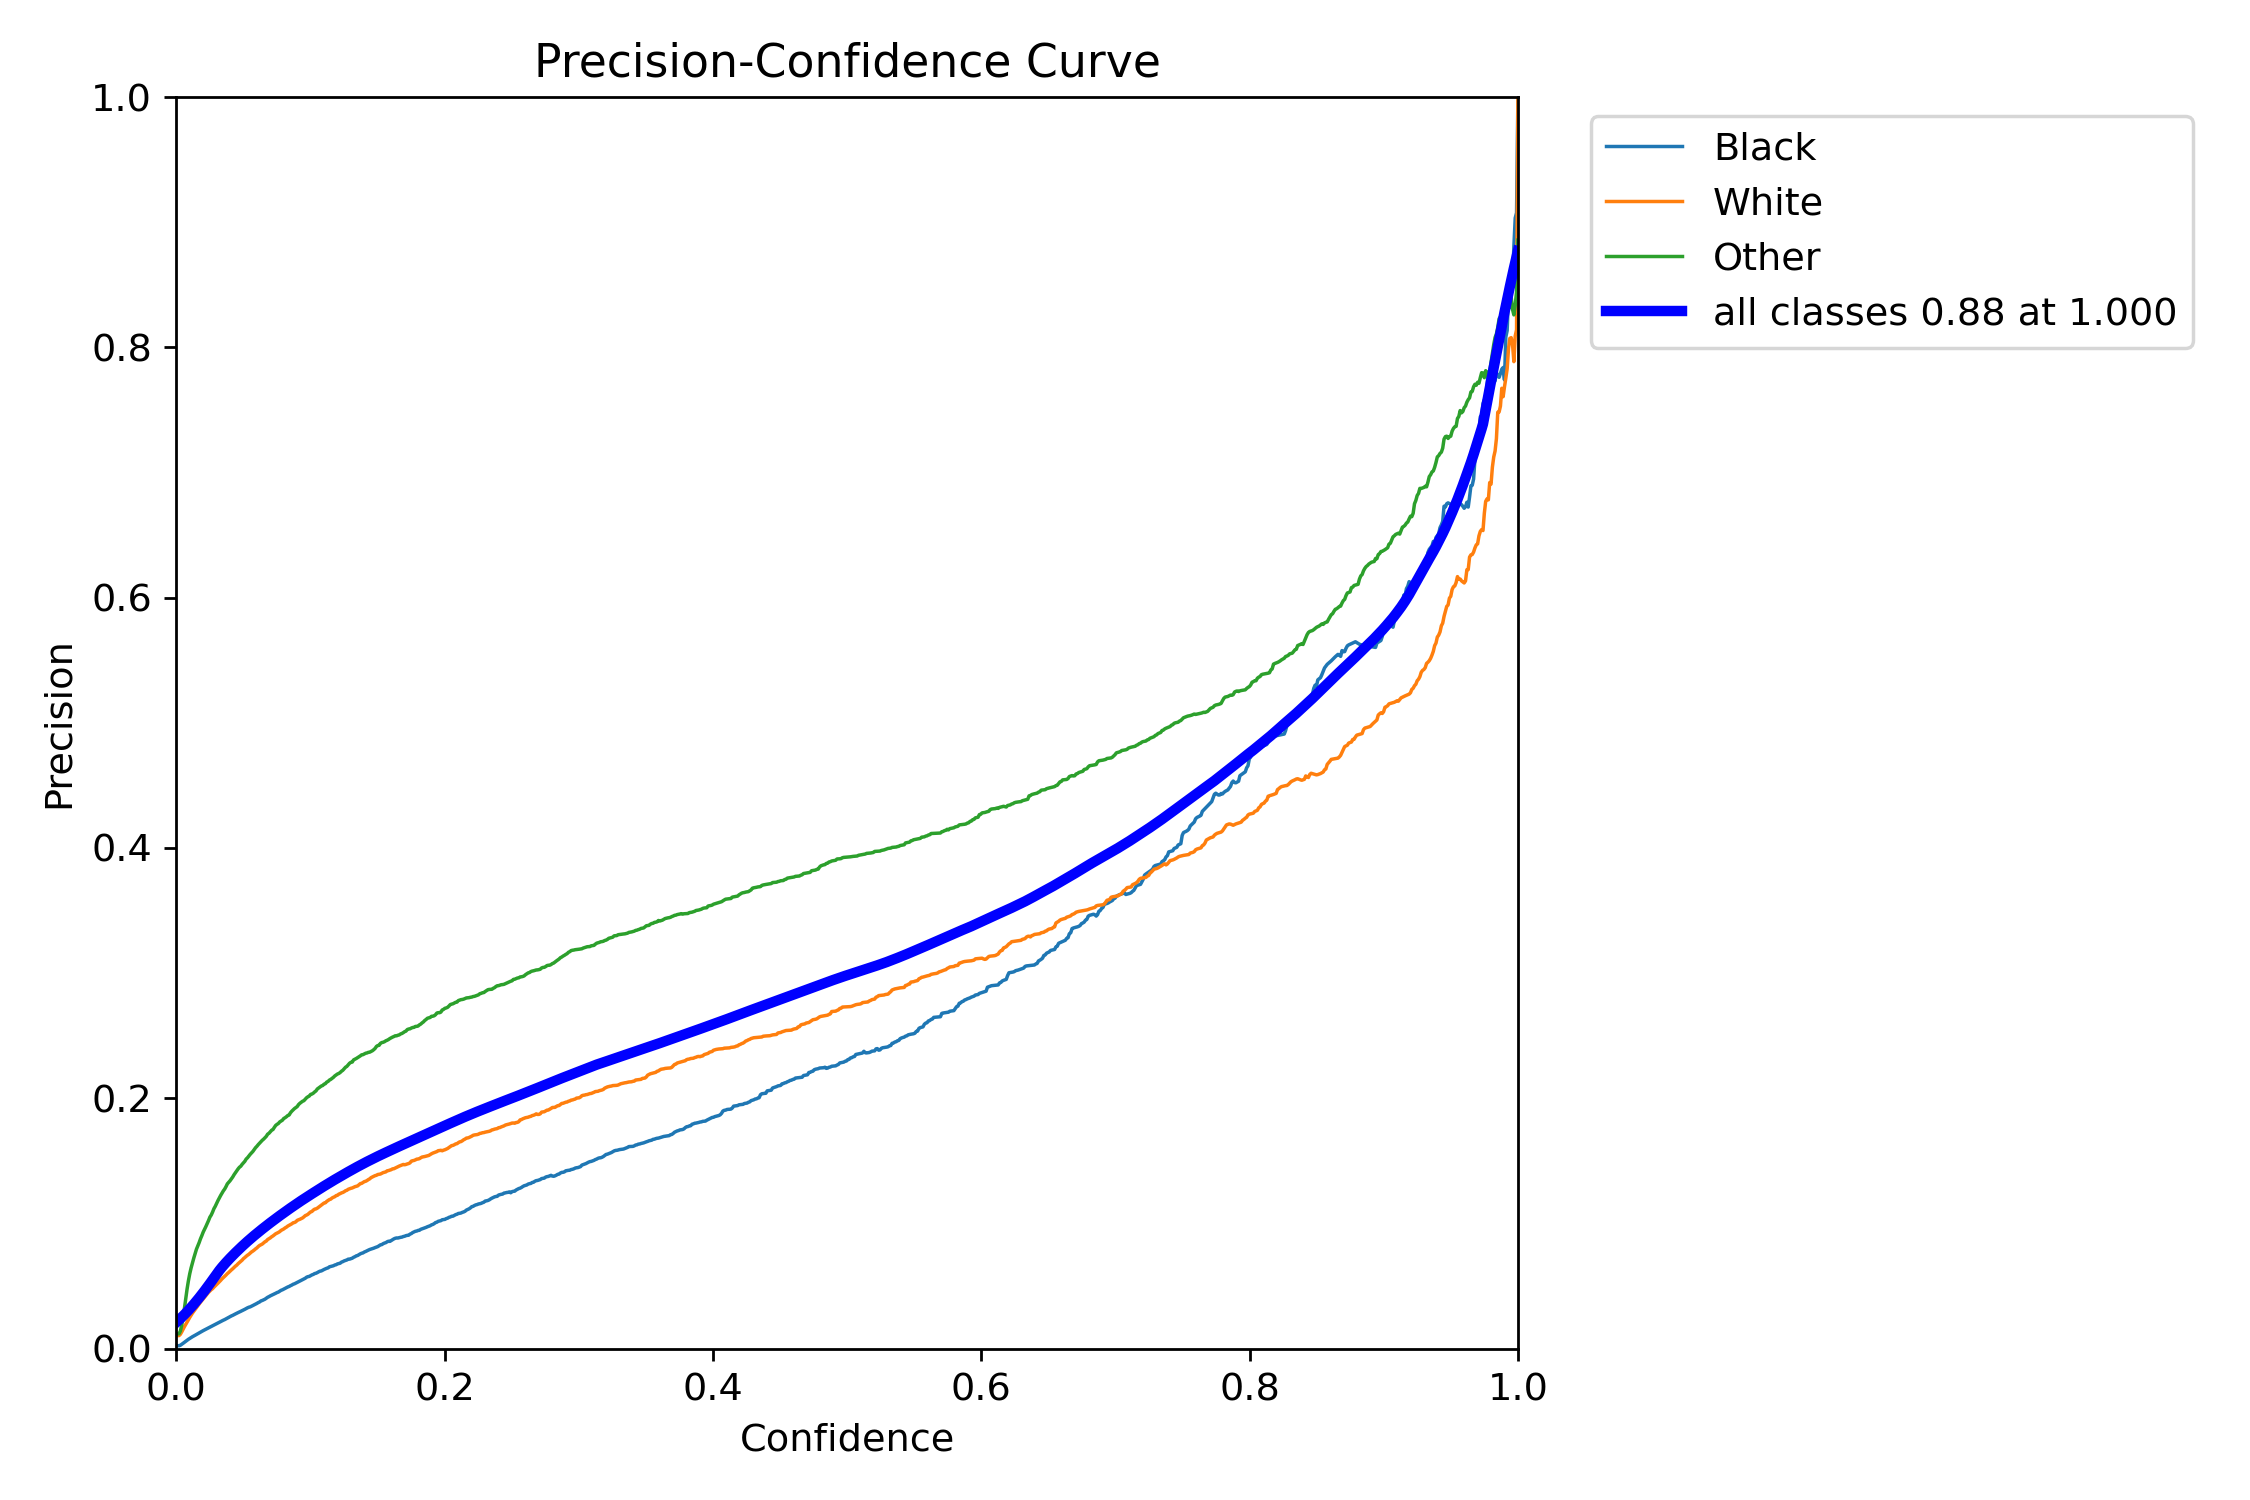 Precision-Confidence Curve
1.0
0.8
0.6
0.4
0.2
0.0
Precision
0.0 0.2 0.4 0.6 0.8 1.0
Confidence
Black
White
Other
all classes 0.88 at 1.000